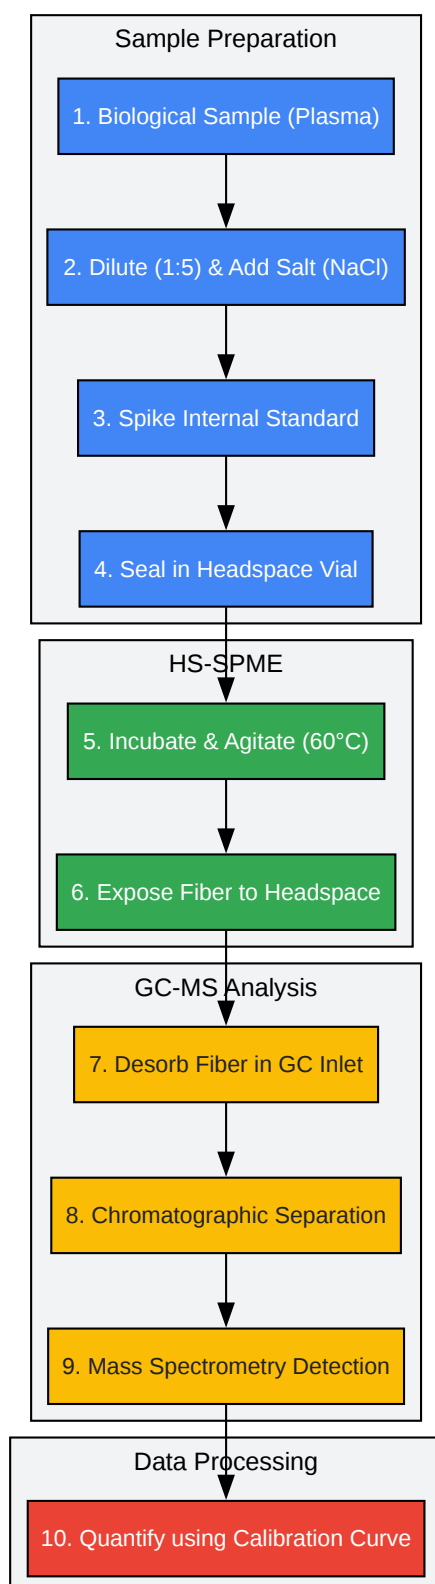 Sample Preparation
1. Biological Sample (Plasma)
2. Dilute (1:5) & Add Salt (NaCl)
3. Spike Internal Standard
4. Seal in Headspace Vial
HS-SPME
5. Incubate & Agitate (60°C)
6. Expose Fiber to Headspace
GC-MS Analysis
7. Desorb Fiber in GC Inlet
8. Chromatographic Separation
9. Mass Spectrometry Detection
Data Processing
10. Quantify using Calibration Curve